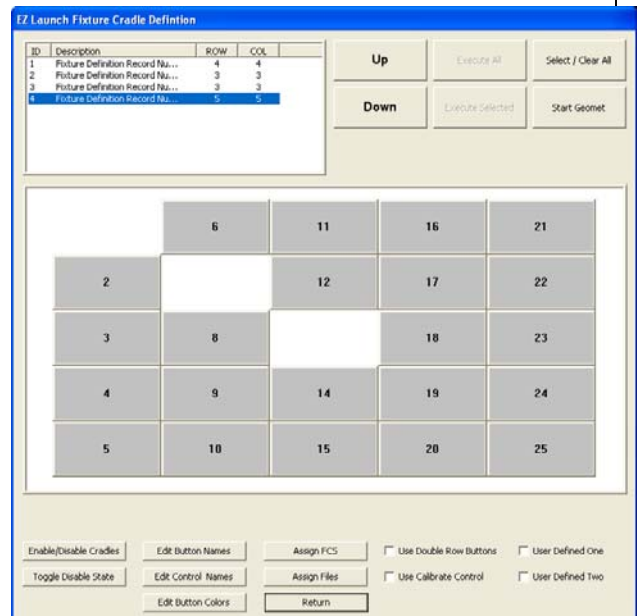 EZ Launch Fixture Cradle Defintion
ID Description ROW COL
1 Fixture Definition Record Nu... 4 4
2 Fixture Definition Record Nu... 3 3
3 Fixture Definition Record Nu... 3 3
4 Fixture Definition Record Nu... 5 5
Up Execute All Select / Clear All
Down Execute Selected Start Geomet
6 11 16 21
2 12 17 22
3 8 18 23
4 9 14 19 24
5 10 15 20 25
Enable/Disable Cradles Edit Button Names Assign FCS Use Double Row Buttons User Defined One
Toggle Disable State Edit Control Names Assign Files Use Calibrate Control User Defined Two
Edit Button Colors Return